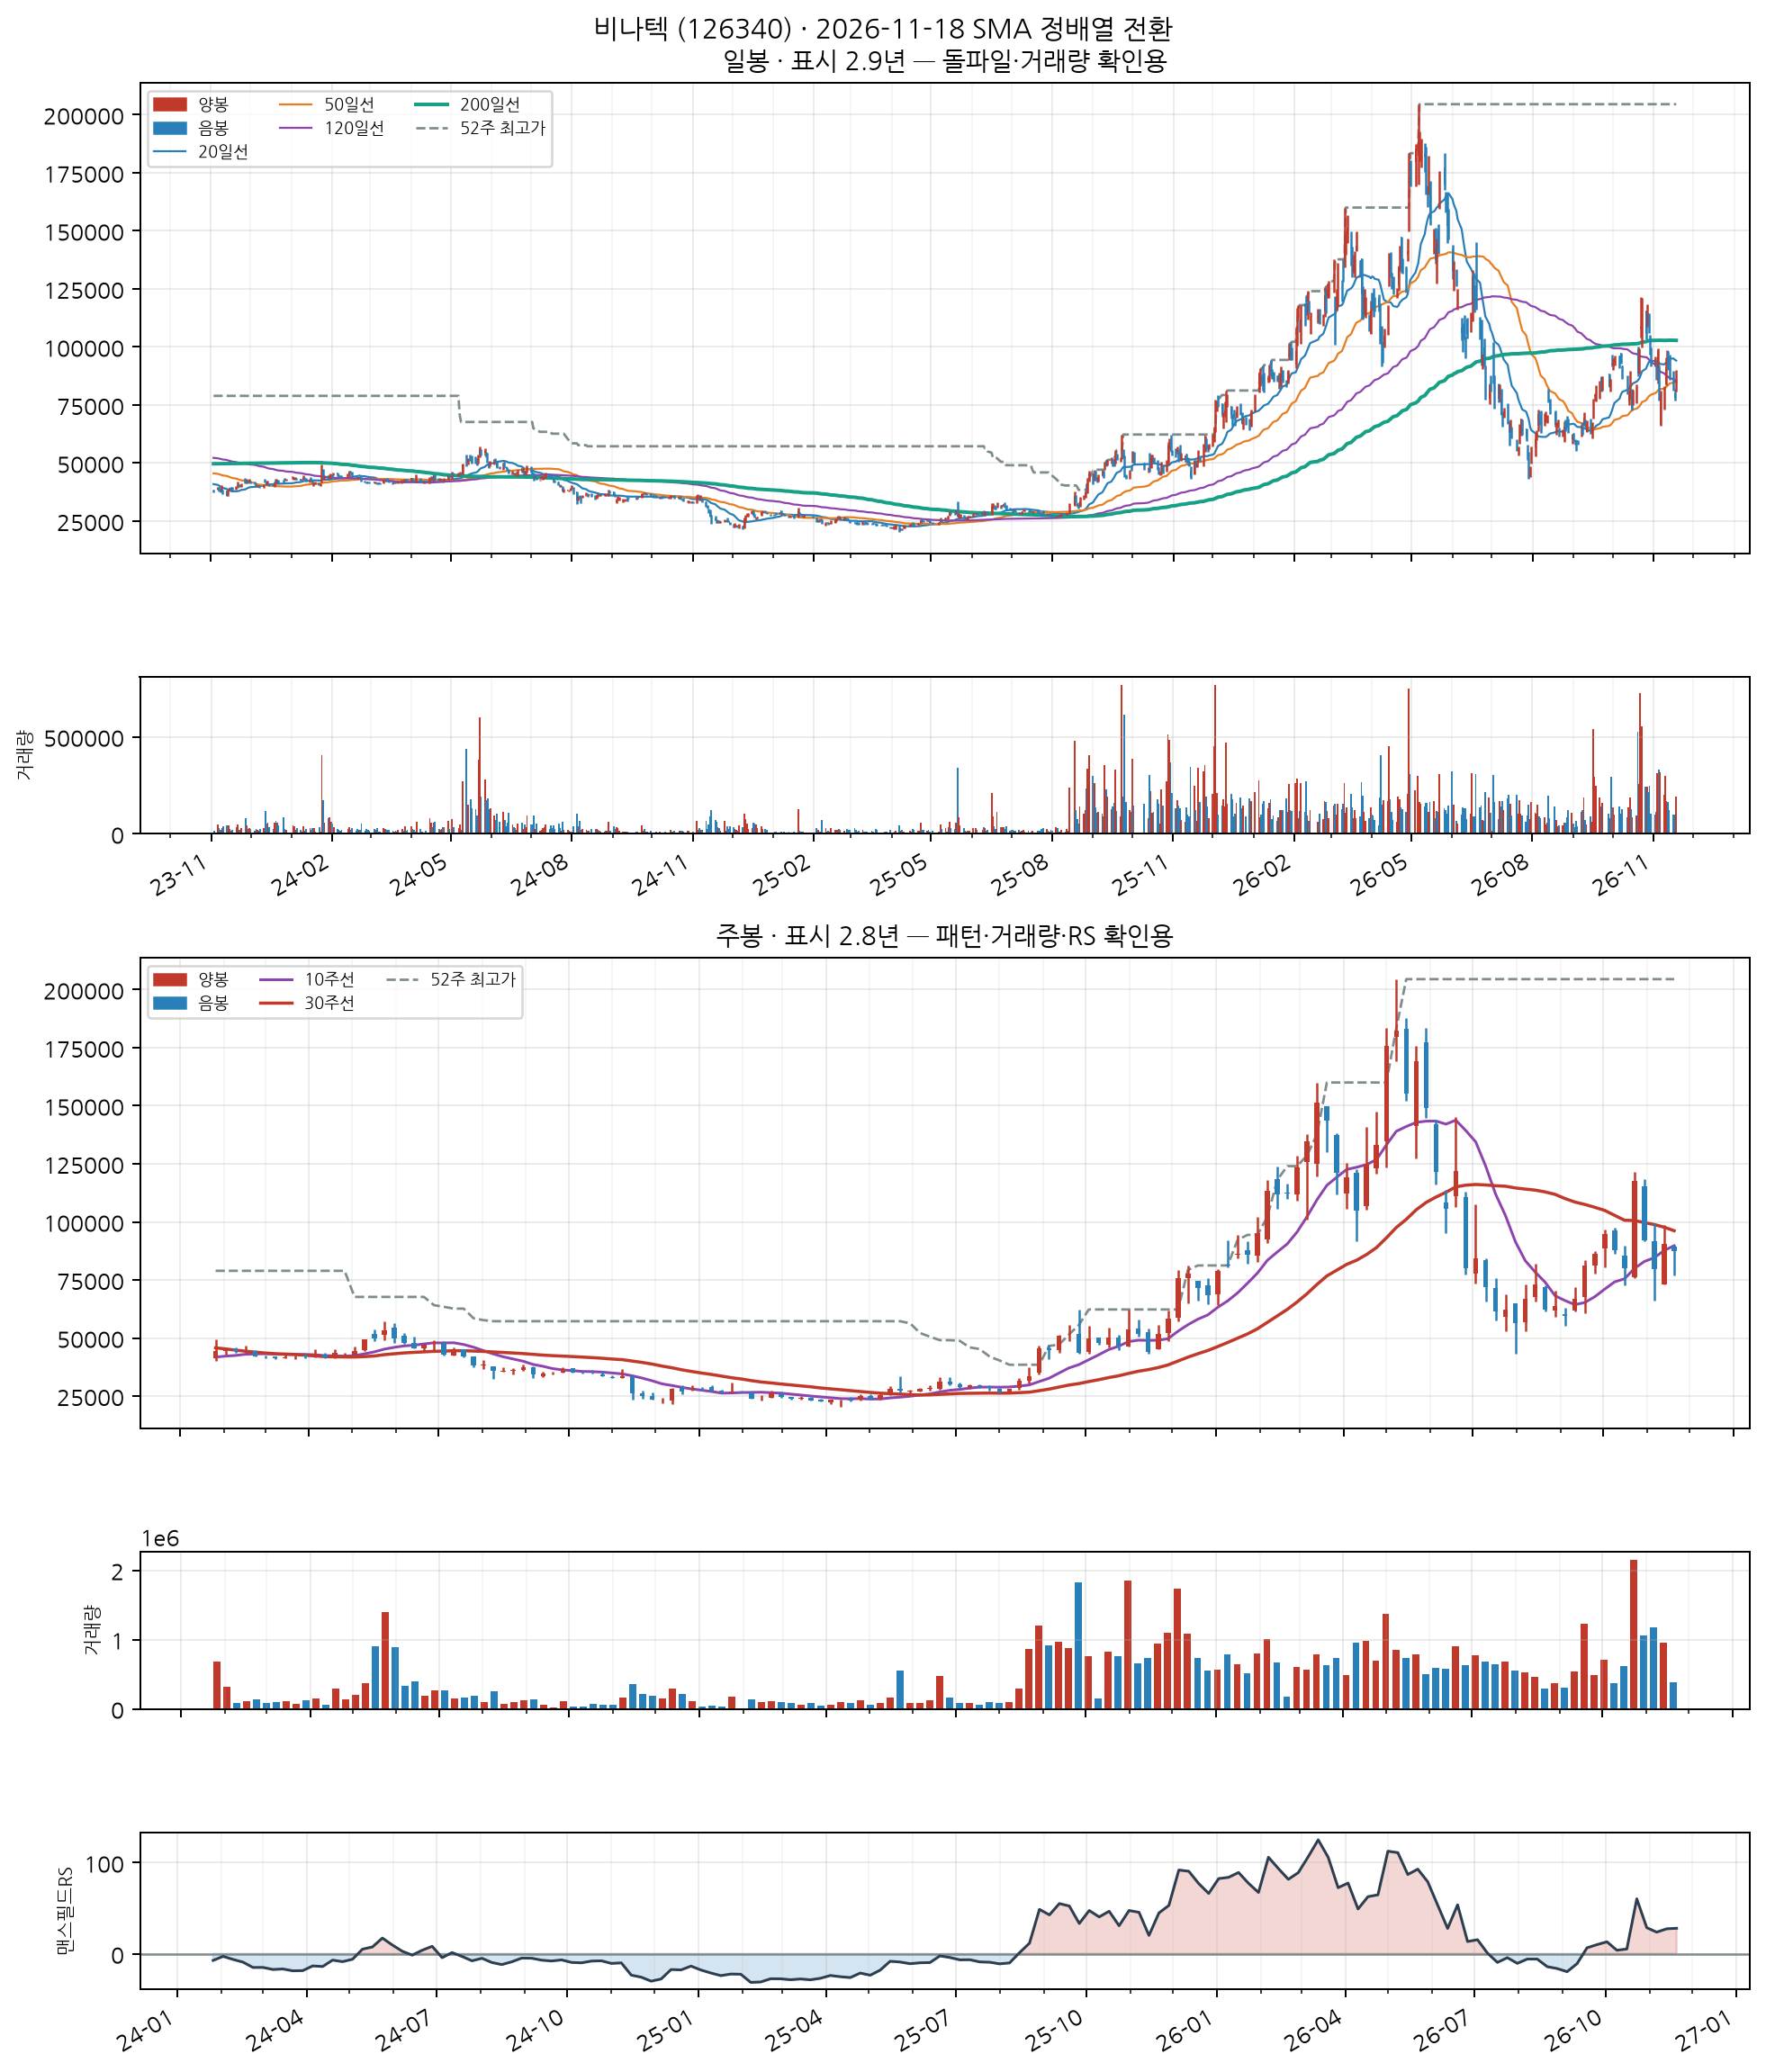 비나텍 (126340) · 2026-11-18 SMA 정배열 전환
일봉 · 표시 2.9년 — 돌파일·거래량 확인용
양봉
음봉
20일선
50일선
120일선
200일선
52주 최고가
200000
175000
150000
125000
100000
75000
50000
25000
거래량
500000
0
23-11
24-02
24-05
24-08
24-11
25-02
25-05
25-08
25-11
26-02
26-05
26-08
26-11
주봉 · 표시 2.8년 — 패턴·거래량·RS 확인용
양봉
음봉
10주선
30주선
52주 최고가
200000
175000
150000
125000
100000
75000
50000
25000
1e6
거래량
2
1
0
맨스필드RS
100
0
24-01
24-04
24-07
24-10
25-01
25-04
25-07
25-10
26-01
26-04
26-07
26-10
27-01